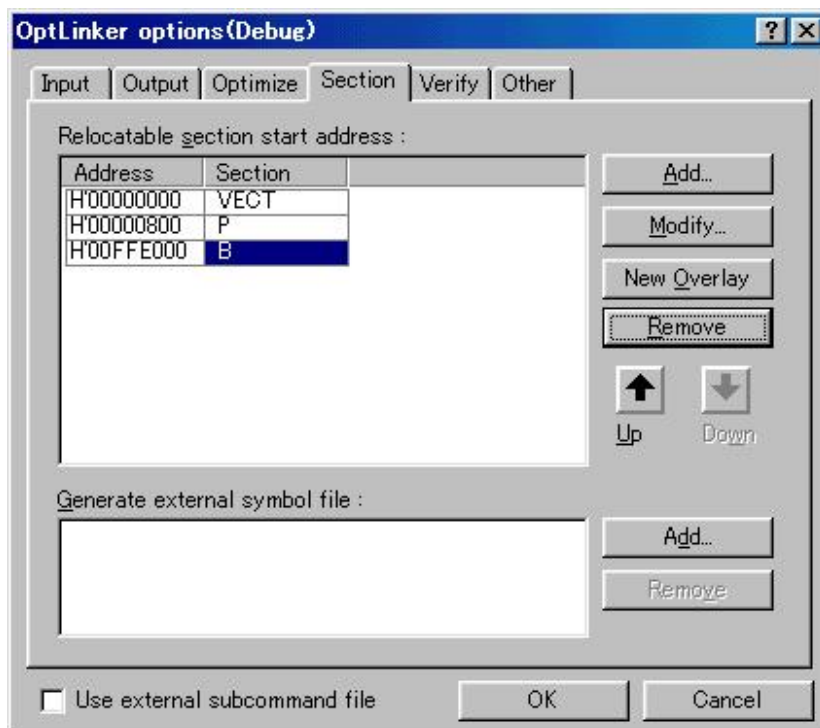 OptLinker options(Debug)
Input Output Optimize Section Verify Other
Relocatable section start address :
Address Section
H'00000000 VECT
H'00000800 P
H'00FFE000 B
Add...
Modify...
New Overlay
Remove
Up Down
Generate external symbol file :
Add...
Remove
Use external subcommand file
OK Cancel